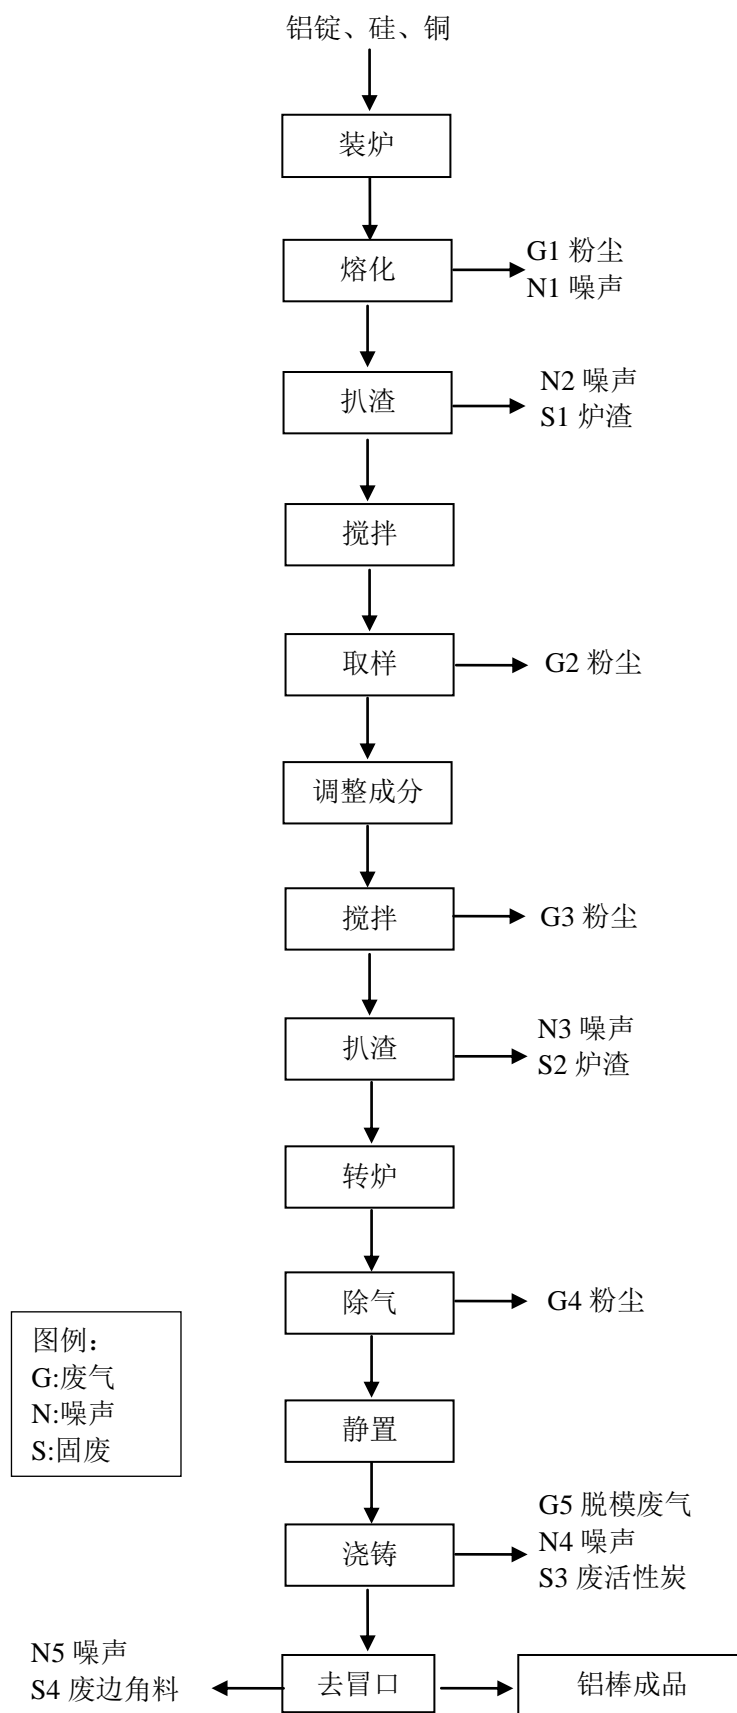 铝锭、硅、铜
装炉
熔化
G1 粉尘
N1 噪声
扒渣
N2 噪声
S1 炉渣
搅拌
取样
G2 粉尘
调整成分
搅拌
G3 粉尘
扒渣
N3 噪声
S2 炉渣
转炉
除气
G4 粉尘
图例：
G:废气
N:噪声
S:固废
静置
浇铸
G5 脱模废气
N4 噪声
S3 废活性炭
N5 噪声
S4 废边角料
去冒口
铝棒成品